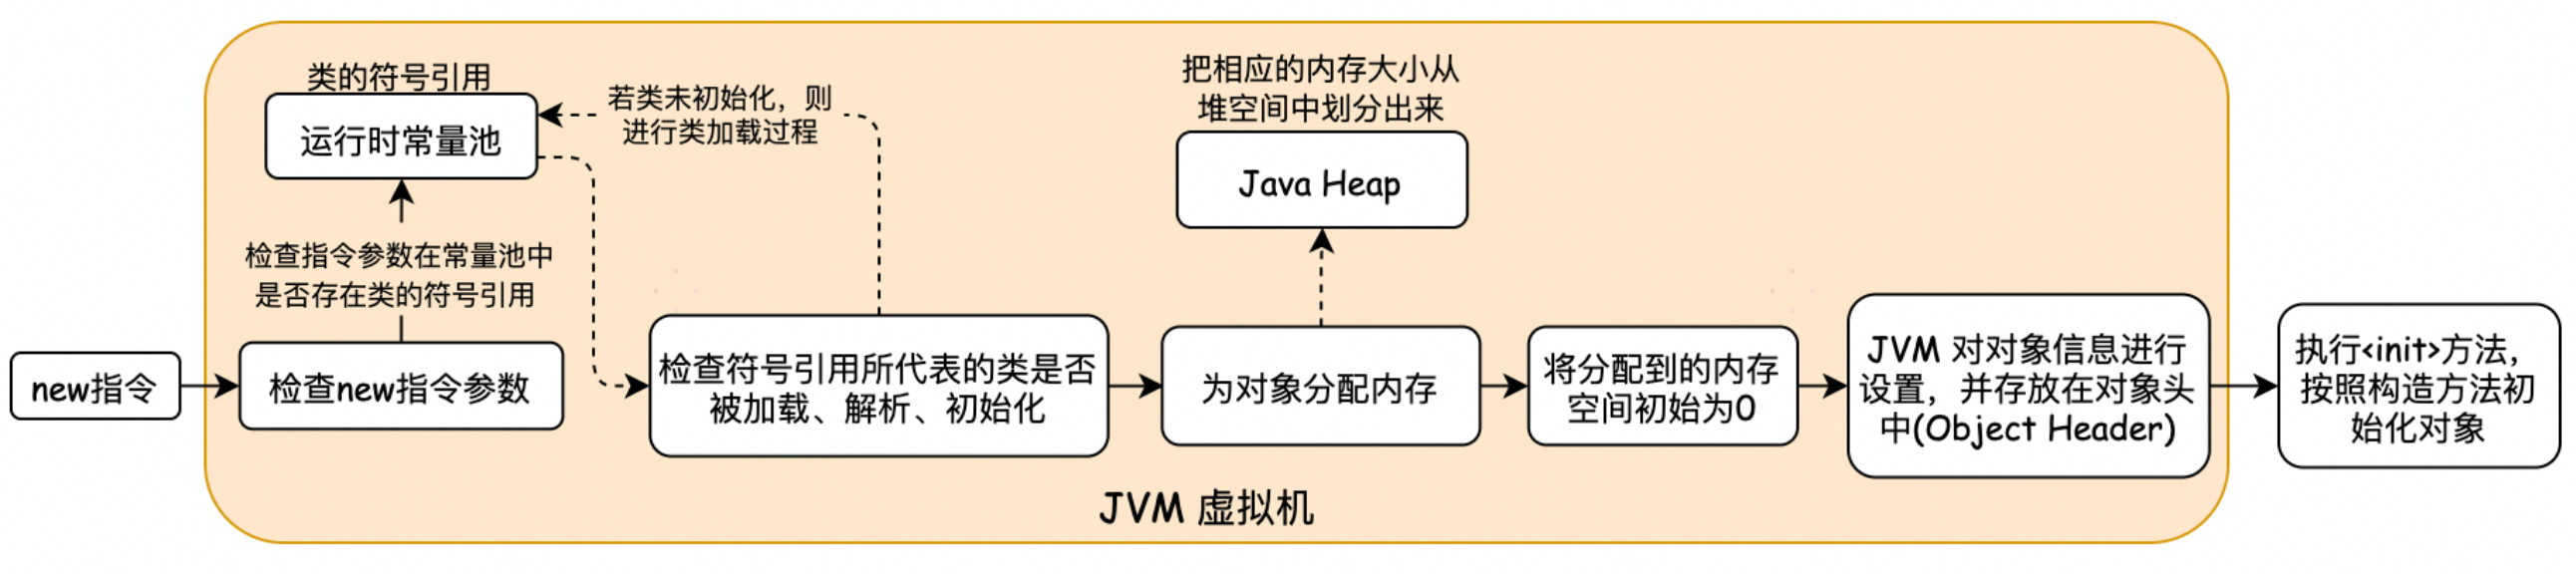 类的符号引用
运行时常量池
若类未初始化，则
进行类加载过程
把相应的内存大小从
堆空间中划分出来
Java Heap
检查指令参数在常量池中
是否存在类的符号引用
new指令
检查new指令参数
检查符号引用所代表的类是否
被加载、解析、初始化
为对象分配内存
将分配到的内存
空间初始为0
JVM 对对象信息进行
设置，并存放在对象头
中(Object Header)
执行<init>方法，
按照构造方法初
始化对象
JVM 虚拟机